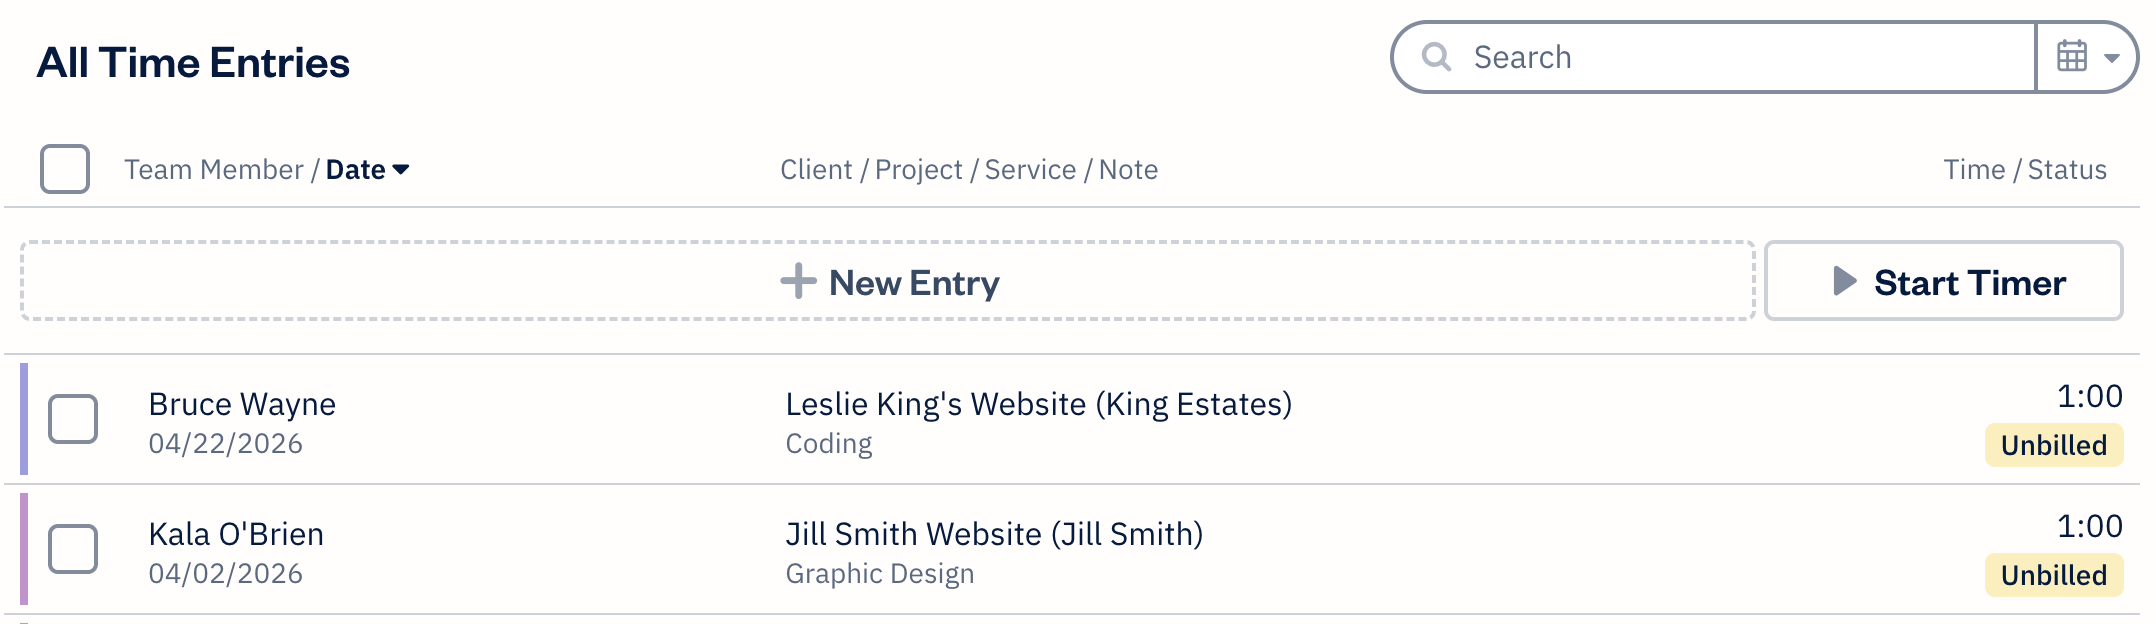 All Time Entries
Search
Team Member / Date
Client / Project / Service / Note
Time / Status
New Entry
Start Timer
Bruce Wayne
04/22/2026
Leslie King's Website (King Estates)
Coding
1:00
Unbilled
Kala O'Brien
04/02/2026
Jill Smith Website (Jill Smith)
Graphic Design
1:00
Unbilled